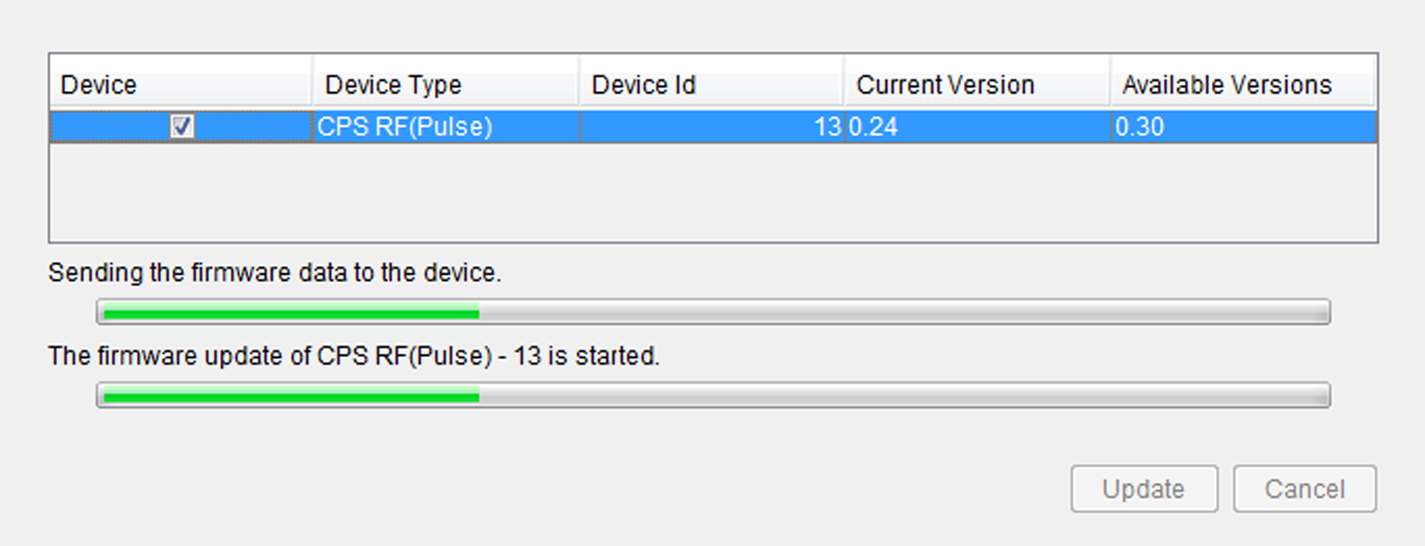 Device Device Type Device Id Current Version Available Versions
CPS RF(Pulse) 13 0.24 0.30
Sending the firmware data to the device.
The firmware update of CPS RF(Pulse) - 13 is started.
Update Cancel